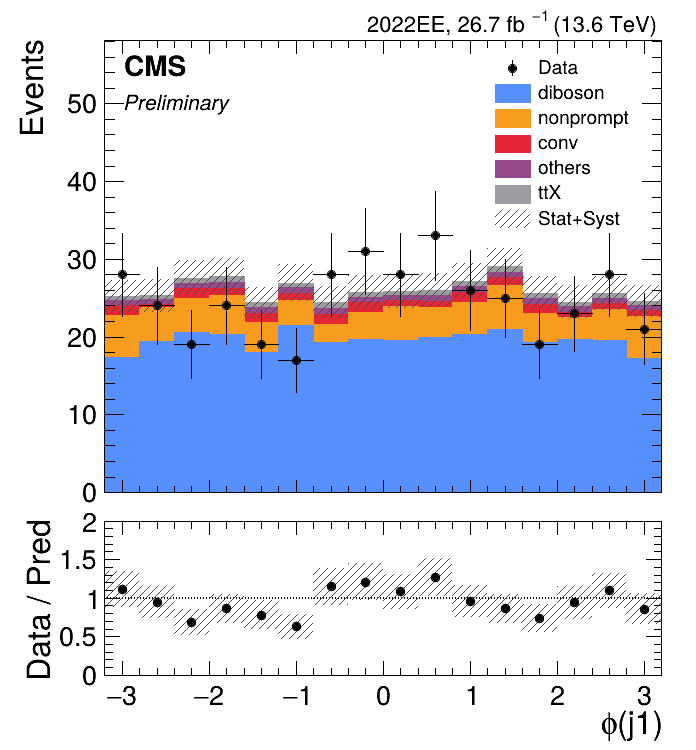 2022EE, 26.7 fb⁻¹ (13.6 TeV)
CMS
Preliminary
Events
Data
diboson
nonprompt
conv
others
ttX
Stat+Syst
50
40
30
20
10
0
Data / Pred
2
1.5
1
0.5
0
−3 −2 −1 0 1 2 3
ϕ(j1)